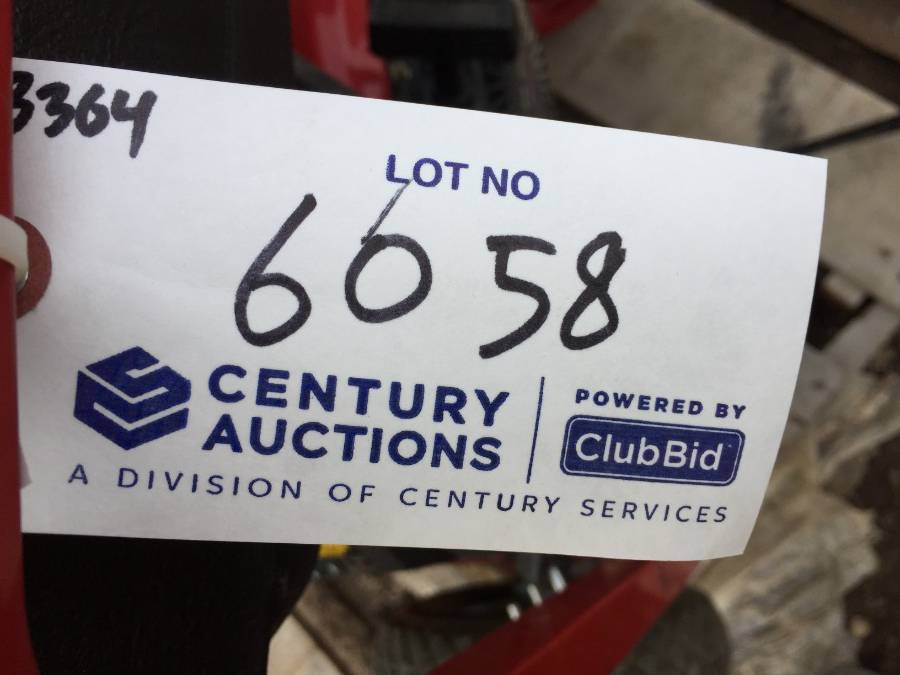 3364
LOT NO
6058
CENTURY
AUCTIONS
POWERED BY
ClubBid
A DIVISION OF CENTURY SERVICES